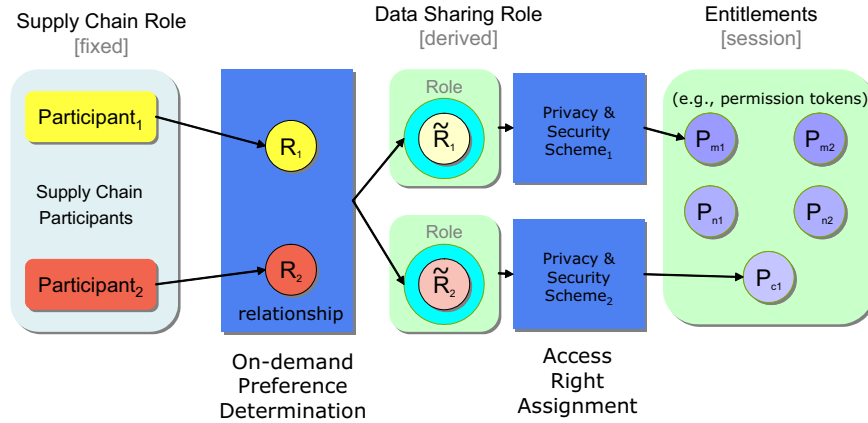 Supply Chain Role
[fixed]
Data Sharing Role
[derived]
Entitlements
[session]
Participant₁
Supply Chain
Participants
Participant₂
R₁
R₂
relationship
On-demand
Preference
Determination
Role
R̃₁
Role
R̃₂
Privacy &
Security
Scheme₁
Privacy &
Security
Scheme₂
Access
Right
Assignment
(e.g., permission tokens)
Pₘ₁
Pₘ₂
Pₙ₁
Pₙ₂
P_c1